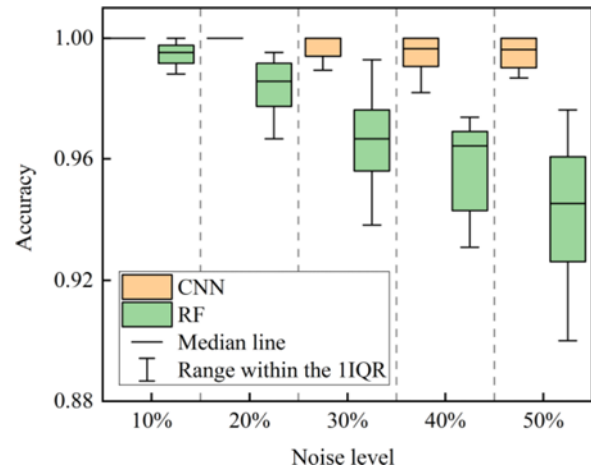 1.00
0.96
0.92
0.88
Accuracy
CNN
RF
Median line
Range within the 1IQR
10%
20%
30%
40%
50%
Noise level